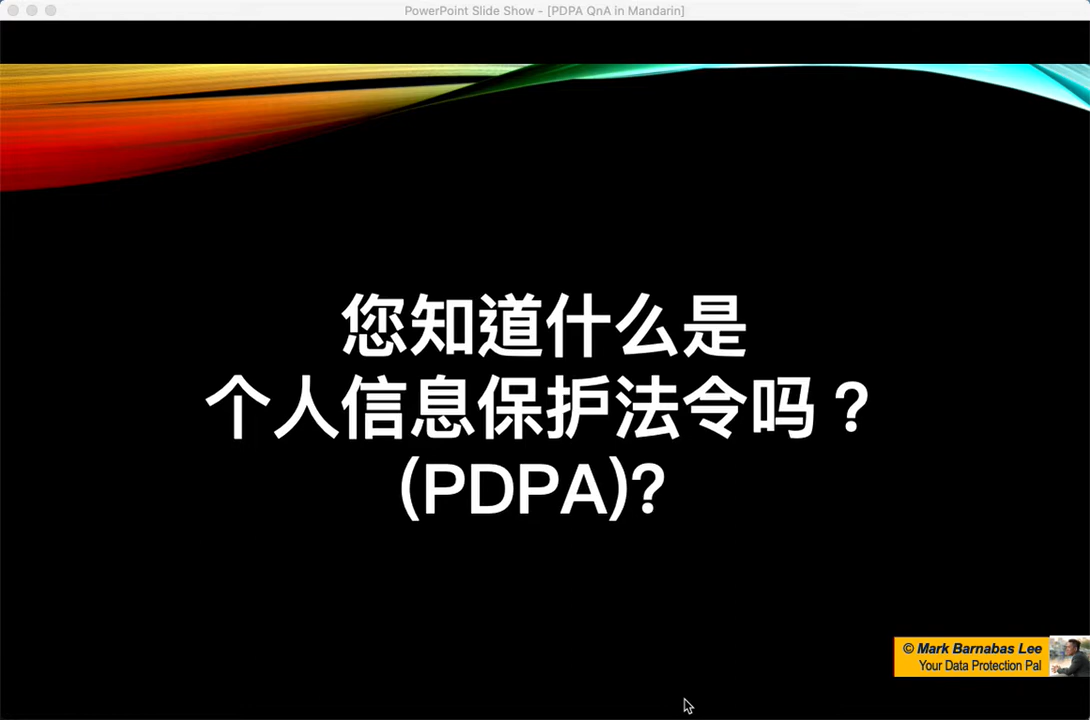 PowerPoint Slide Show - [PDPA QnA in Mandarin]
您知道什么是
个人信息保护法令吗？
(PDPA)?
© Mark Barnabas Lee
Your Data Protection Pal